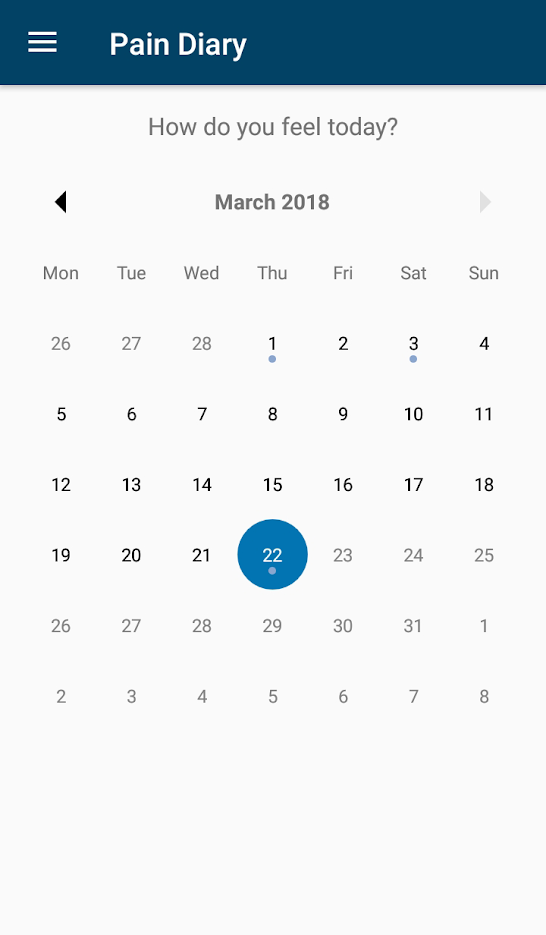 Pain Diary
How do you feel today?
March 2018
Mon Tue Wed Thu Fri Sat Sun
26 27 28 1 2 3 4
5 6 7 8 9 10 11
12 13 14 15 16 17 18
19 20 21 22 23 24 25
26 27 28 29 30 31 1
2 3 4 5 6 7 8